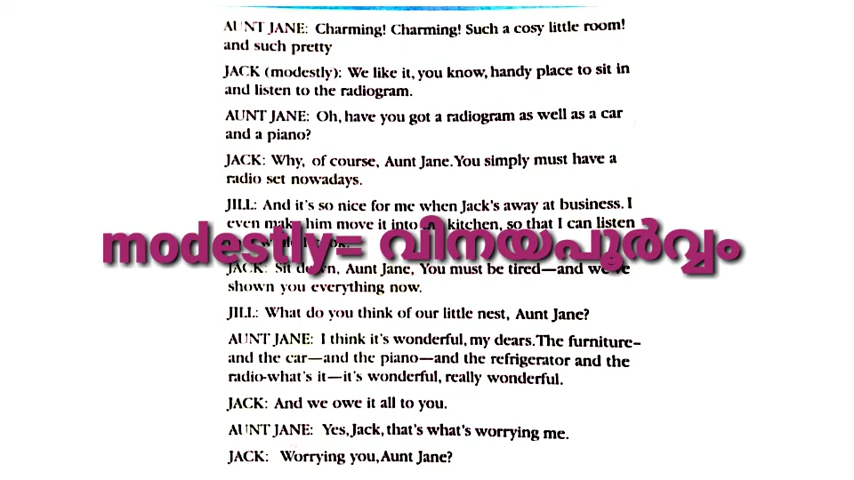 AUNT JANE: Charming! Charming! Such a cosy little room!
and such pretty
JACK (modestly): We like it, you know, handy place to sit in
and listen to the radiogram.
AUNT JANE: Oh, have you got a radiogram as well as a car
and a piano?
JACK: Why, of course, Aunt Jane. You simply must have a
radio set nowadays.
JILL: And it's so nice for me when Jack's away at business. I
even make him move it into the kitchen, so that I can listen
modestly= വിനയപൂർവ്വം
JACK: Sit down, Aunt Jane, You must be tired—and we've
shown you everything now.
JILL: What do you think of our little nest, Aunt Jane?
AUNT JANE: I think it's wonderful, my dears. The furniture–
and the car—and the piano—and the refrigerator and the
radio-what's it—it's wonderful, really wonderful.
JACK: And we owe it all to you.
AUNT JANE: Yes, Jack, that's what's worrying me.
JACK: Worrying you, Aunt Jane?